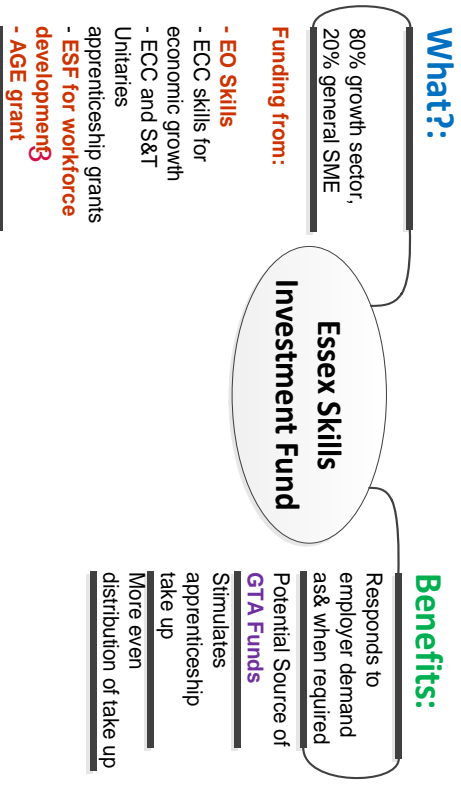 What?:
80% growth sector,
20% general SME
Funding from:
- EO Skills
- ECC skills for
economic growth
- ECC and S&T
Unitaries
apprenticeship grants
- ESF for workforce
development
- AGE grant
3
Essex Skills
Investment Fund
Benefits:
Responds to
employer demand
as& when required
Potential Source of
GTA Funds
Stimulates
apprenticeship
take up
More even
distribution of take up